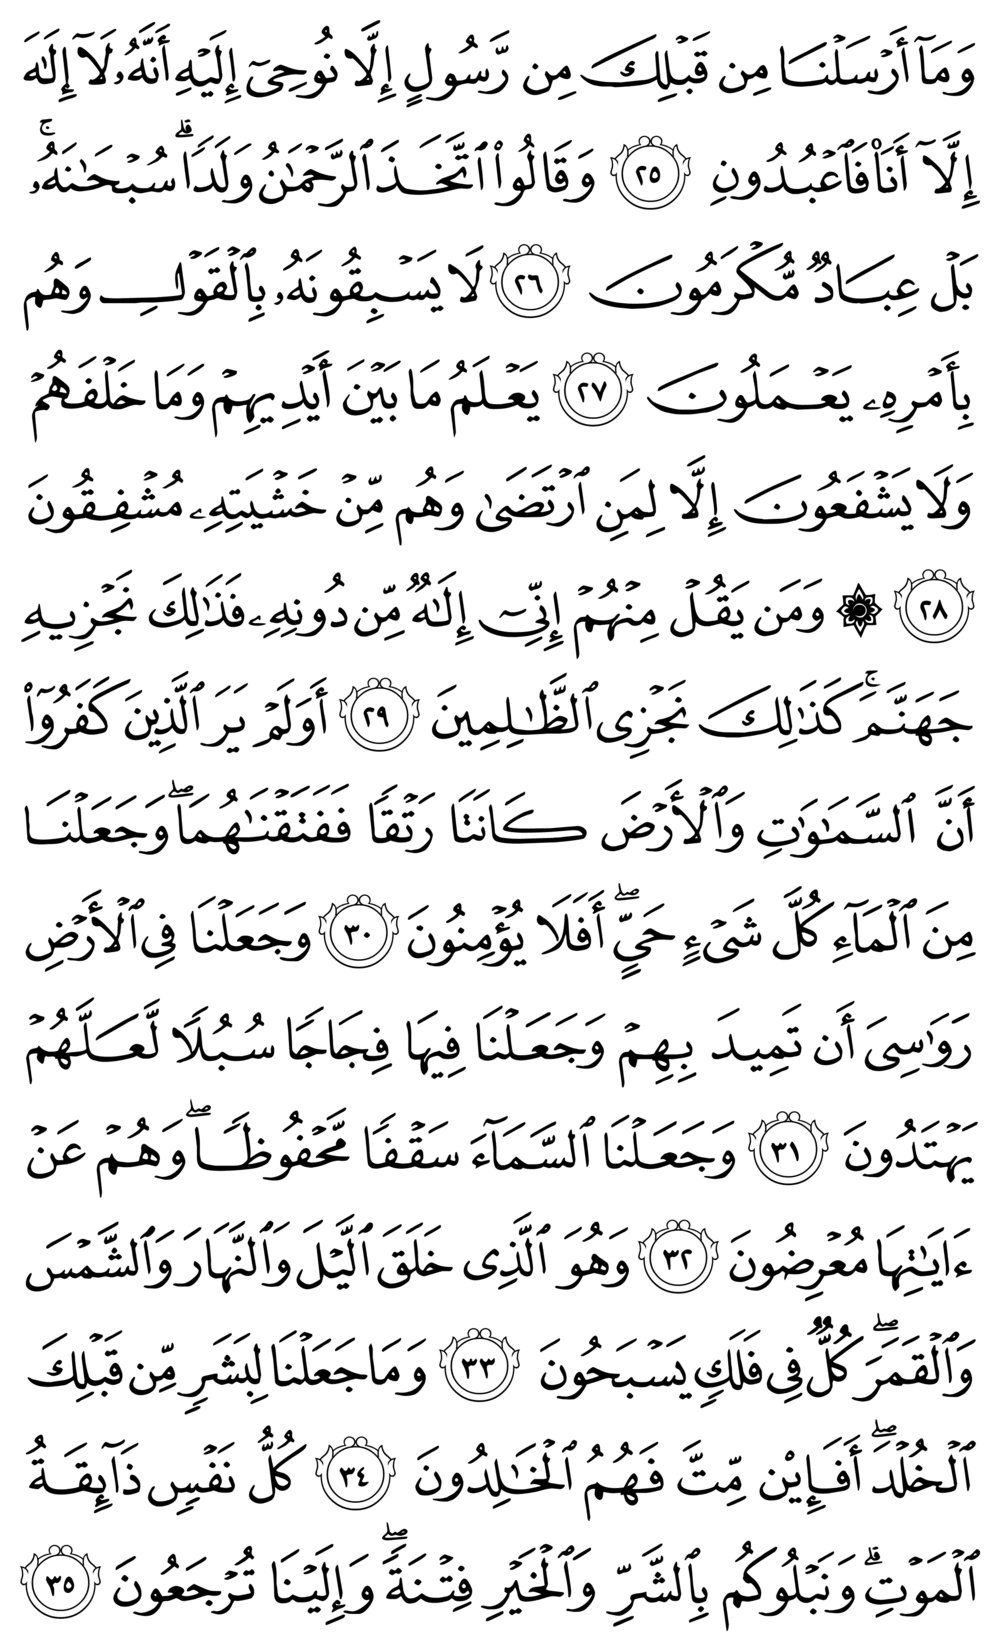 وَمَآ أَرۡسَلۡنَا مِن قَبۡلِكَ مِن رَّسُولٍ إِلَّا نُوحِيٓ إِلَيۡهِ أَنَّهُۥ لَآ إِلَٰهَ
إِلَّآ أَنَا۠ فَٱعۡبُدُونِ ٢٥ وَقَالُواْ ٱتَّخَذَ ٱلرَّحۡمَٰنُ وَلَدٗاۗ سُبۡحَٰنَهُۥۚ
بَلۡ عِبَادٞ مُّكۡرَمُونَ ٢٦ لَا يَسۡبِقُونَهُۥ بِٱلۡقَوۡلِ وَهُم
بِأَمۡرِهِۦ يَعۡمَلُونَ ٢٧ يَعۡلَمُ مَا بَيۡنَ أَيۡدِيهِمۡ وَمَا خَلۡفَهُمۡ
وَلَا يَشۡفَعُونَ إِلَّا لِمَنِ ٱرۡتَضَىٰ وَهُم مِّنۡ خَشۡيَتِهِۦ مُشۡفِقُونَ
٢٨ ۞ وَمَن يَقُلۡ مِنۡهُمۡ إِنِّيٓ إِلَٰهٞ مِّن دُونِهِۦ فَذَٰلِكَ نَجۡزِيهِ
جَهَنَّمَۚ كَذَٰلِكَ نَجۡزِي ٱلظَّٰلِمِينَ ٢٩ أَوَلَمۡ يَرَ ٱلَّذِينَ كَفَرُوٓاْ
أَنَّ ٱلسَّمَٰوَٰتِ وَٱلۡأَرۡضَ كَانَتَا رَتۡقٗا فَفَتَقۡنَٰهُمَاۖ وَجَعَلۡنَا
مِنَ ٱلۡمَآءِ كُلَّ شَيۡءٍ حَيٍّۖ أَفَلَا يُؤۡمِنُونَ ٣٠ وَجَعَلۡنَا فِي ٱلۡأَرۡضِ
رَوَٰسِيَ أَن تَمِيدَ بِهِمۡ وَجَعَلۡنَا فِيهَا فِجَاجٗا سُبُلٗا لَّعَلَّهُمۡ
يَهۡتَدُونَ ٣١ وَجَعَلۡنَا ٱلسَّمَآءَ سَقۡفٗا مَّحۡفُوظٗاۖ وَهُمۡ عَنۡ
ءَايَٰتِهَا مُعۡرِضُونَ ٣٢ وَهُوَ ٱلَّذِي خَلَقَ ٱلَّيۡلَ وَٱلنَّهَارَ وَٱلشَّمۡسَ
وَٱلۡقَمَرَۖ كُلّٞ فِي فَلَكٖ يَسۡبَحُونَ ٣٣ وَمَا جَعَلۡنَا لِبَشَرٖ مِّن قَبۡلِكَ
ٱلۡخُلۡدَۖ أَفَإِيْن مِّتَّ فَهُمُ ٱلۡخَٰلِدُونَ ٣٤ كُلُّ نَفۡسٖ ذَآئِقَةُ
ٱلۡمَوۡتِۗ وَنَبۡلُوكُم بِٱلشَّرِّ وَٱلۡخَيۡرِ فِتۡنَةٗۖ وَإِلَيۡنَا تُرۡجَعُونَ ٣٥